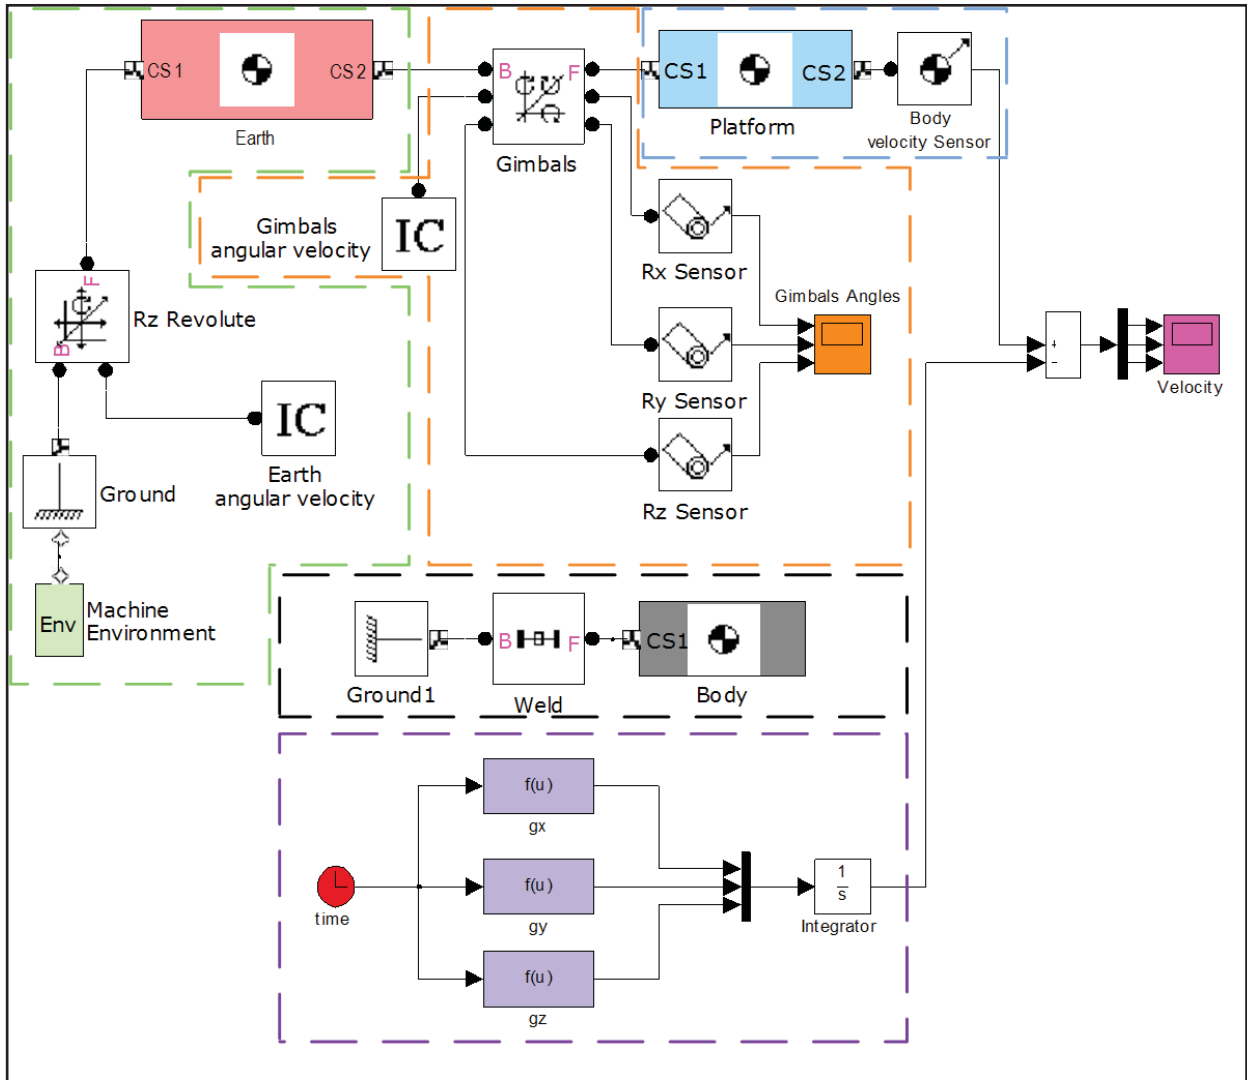 CS1
CS2
Earth
B
F
Gimbals
CS1
CS2
Platform
Body
velocity Sensor
Gimbals
angular velocity
IC
Rx Sensor
Gimbals Angles
F
B
Rz Revolute
Ry Sensor
+
-
Velocity
IC
Earth
angular velocity
Ground
Rz Sensor
Env
Machine
Environment
Ground1
B
F
Weld
CS1
Body
f(u)
gx
time
f(u)
gy
1
s
Integrator
f(u)
gz